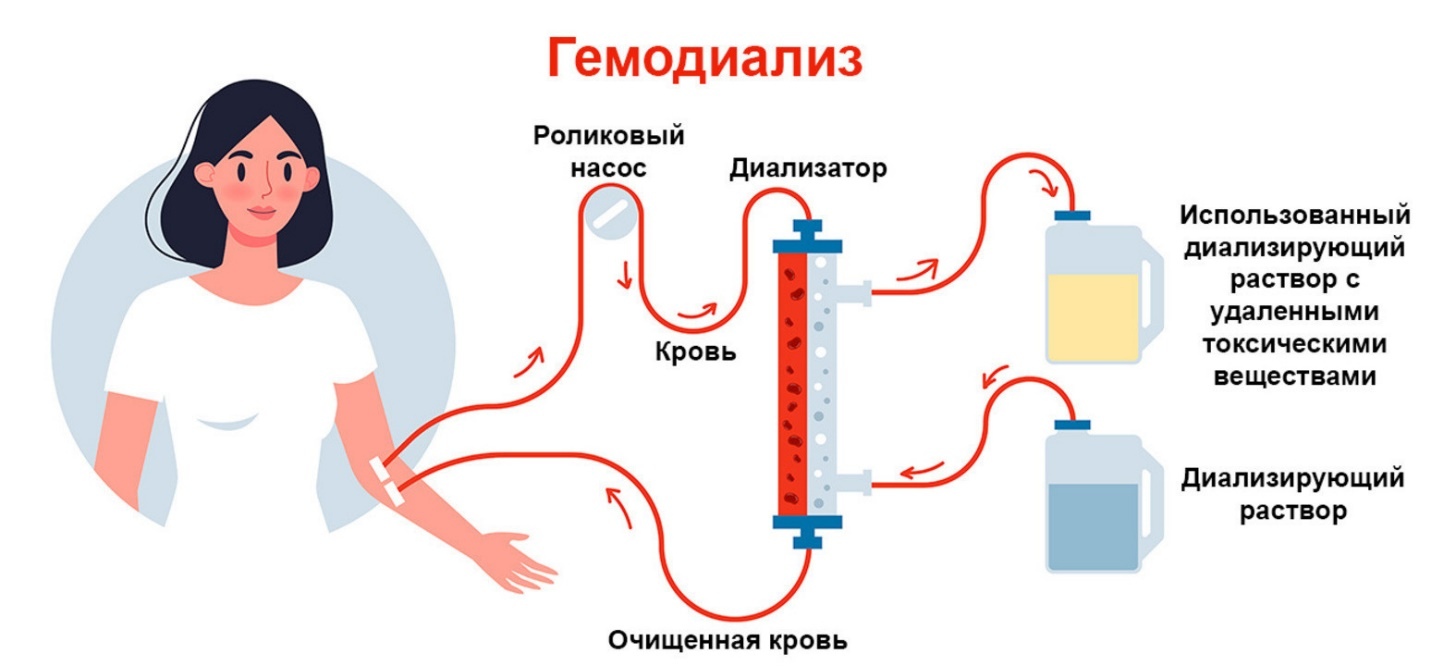 Гемодиализ
Роликовый
насос
Диализатор
Кровь
Использованный
диализирующий
раствор с
удаленными
токсическими
веществами
Диализирующий
раствор
Очищенная кровь